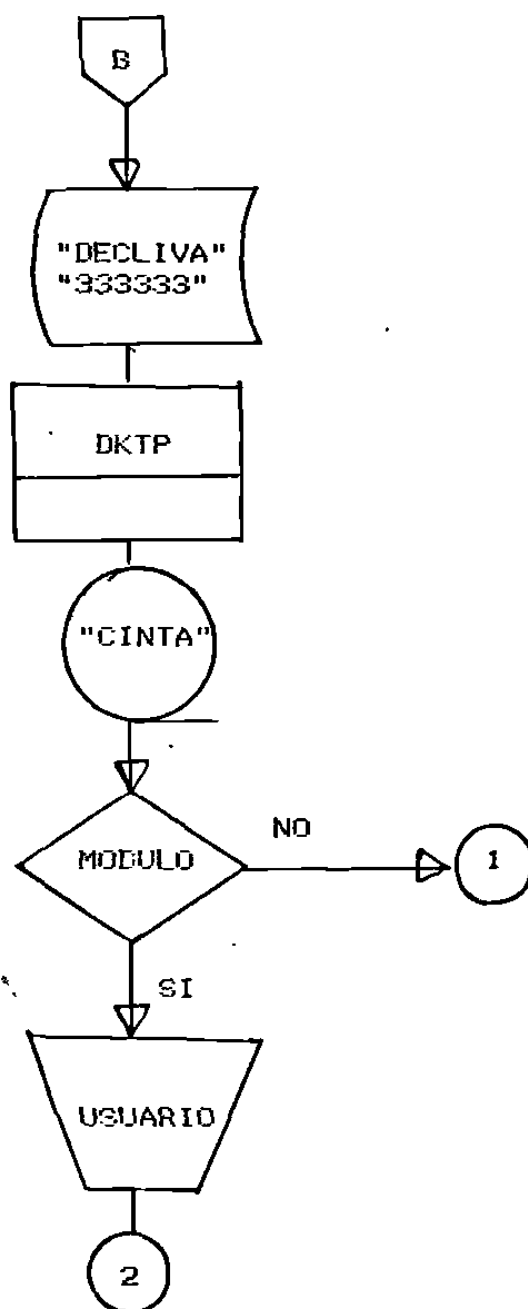 B
"DECLIVA"
"333333"
DKTP
"CINTA"
MODULO
NO
1
SI
USUARIO
2